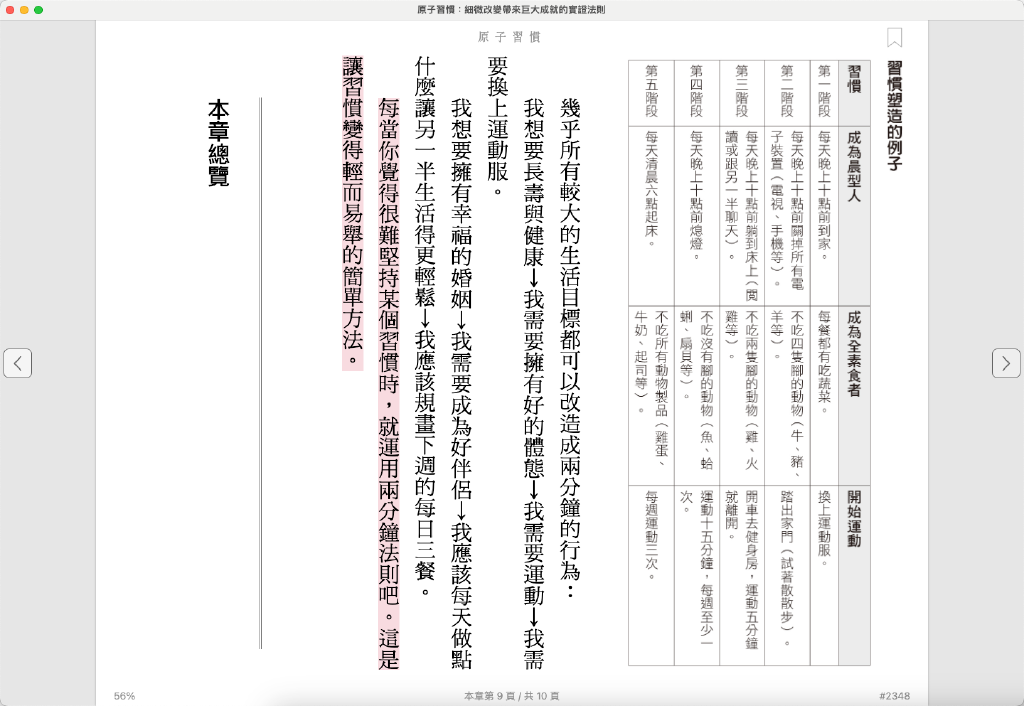 原子習慣：細微改變帶來巨大成就的實證法則
原子習慣
習慣塑造的例子
習慣
成為晨型人
成為全素食者
開始運動
第一階段
每天晚上十點前到家。
每餐都有吃蔬菜。
換上運動服。
第二階段
每天晚上十點前關掉所有電
子裝置（電視、手機等）。
不吃四隻腳的動物（牛、豬、
羊等）。
踏出家門（試著散散步）。
第三階段
每天晚上十點前躺到床上（閱
讀或跟另一半聊天）。
不吃兩隻腳的動物（雞、火
雞等）。
開車去健身房，運動五分鐘
就離開。
第四階段
每天晚上十點前熄燈。
不吃沒有腳的動物（魚、蛤
蜊、扇貝等）。
運動十五分鐘，每週至少一
次。
第五階段
每天清晨六點起床。
不吃所有動物製品（雞蛋、
牛奶、起司等）。
每週運動三次。
幾乎所有較大的生活目標都可以改造成兩分鐘的行為：
我想要長壽與健康→我需要擁有好的體態→我需要運動→我需
要換上運動服。
我想要擁有幸福的婚姻→我需要成為好伴侶→我應該每天做點
什麼讓另一半生活得更輕鬆→我應該規畫下週的每日三餐。
每當你覺得很難堅持某個習慣時，就運用兩分鐘法則吧。這是
讓習慣變得輕而易舉的簡單方法。
本章總覽
56%
本章第 9 頁 / 共 10 頁
#2348